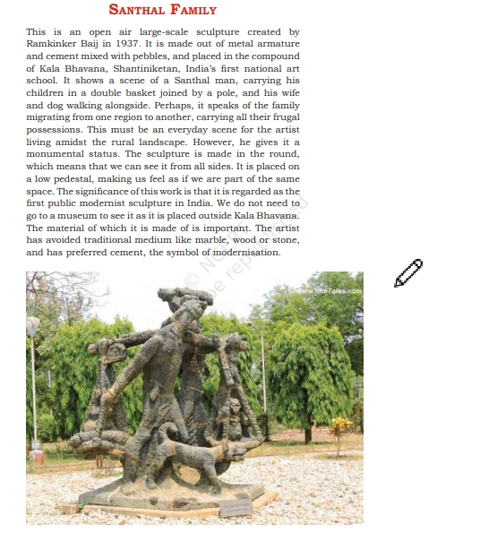 SANTHAL FAMILY
This is an open air large-scale sculpture created by
Ramkinker Baij in 1937. It is made out of metal armature
and cement mixed with pebbles, and placed in the compound
of Kala Bhavana, Shantiniketan, India's first national art
school. It shows a scene of a Santhal man, carrying his
children in a double basket joined by a pole, and his wife
and dog walking alongside. Perhaps, it speaks of the family
migrating from one region to another, carrying all their frugal
possessions. This must be an everyday scene for the artist
living amidst the rural landscape. However, he gives it a
monumental status. The sculpture is made in the round,
which means that we can see it from all sides. It is placed on
a low pedestal, making us feel as if we are part of the same
space. The significance of this work is that it is regarded as the
first public modernist sculpture in India. We do not need to
go to a museum to see it as it is placed outside Kala Bhavana.
The material of which it is made of is important. The artist
has avoided traditional medium like marble, wood or stone,
and has preferred cement, the symbol of modernisation.